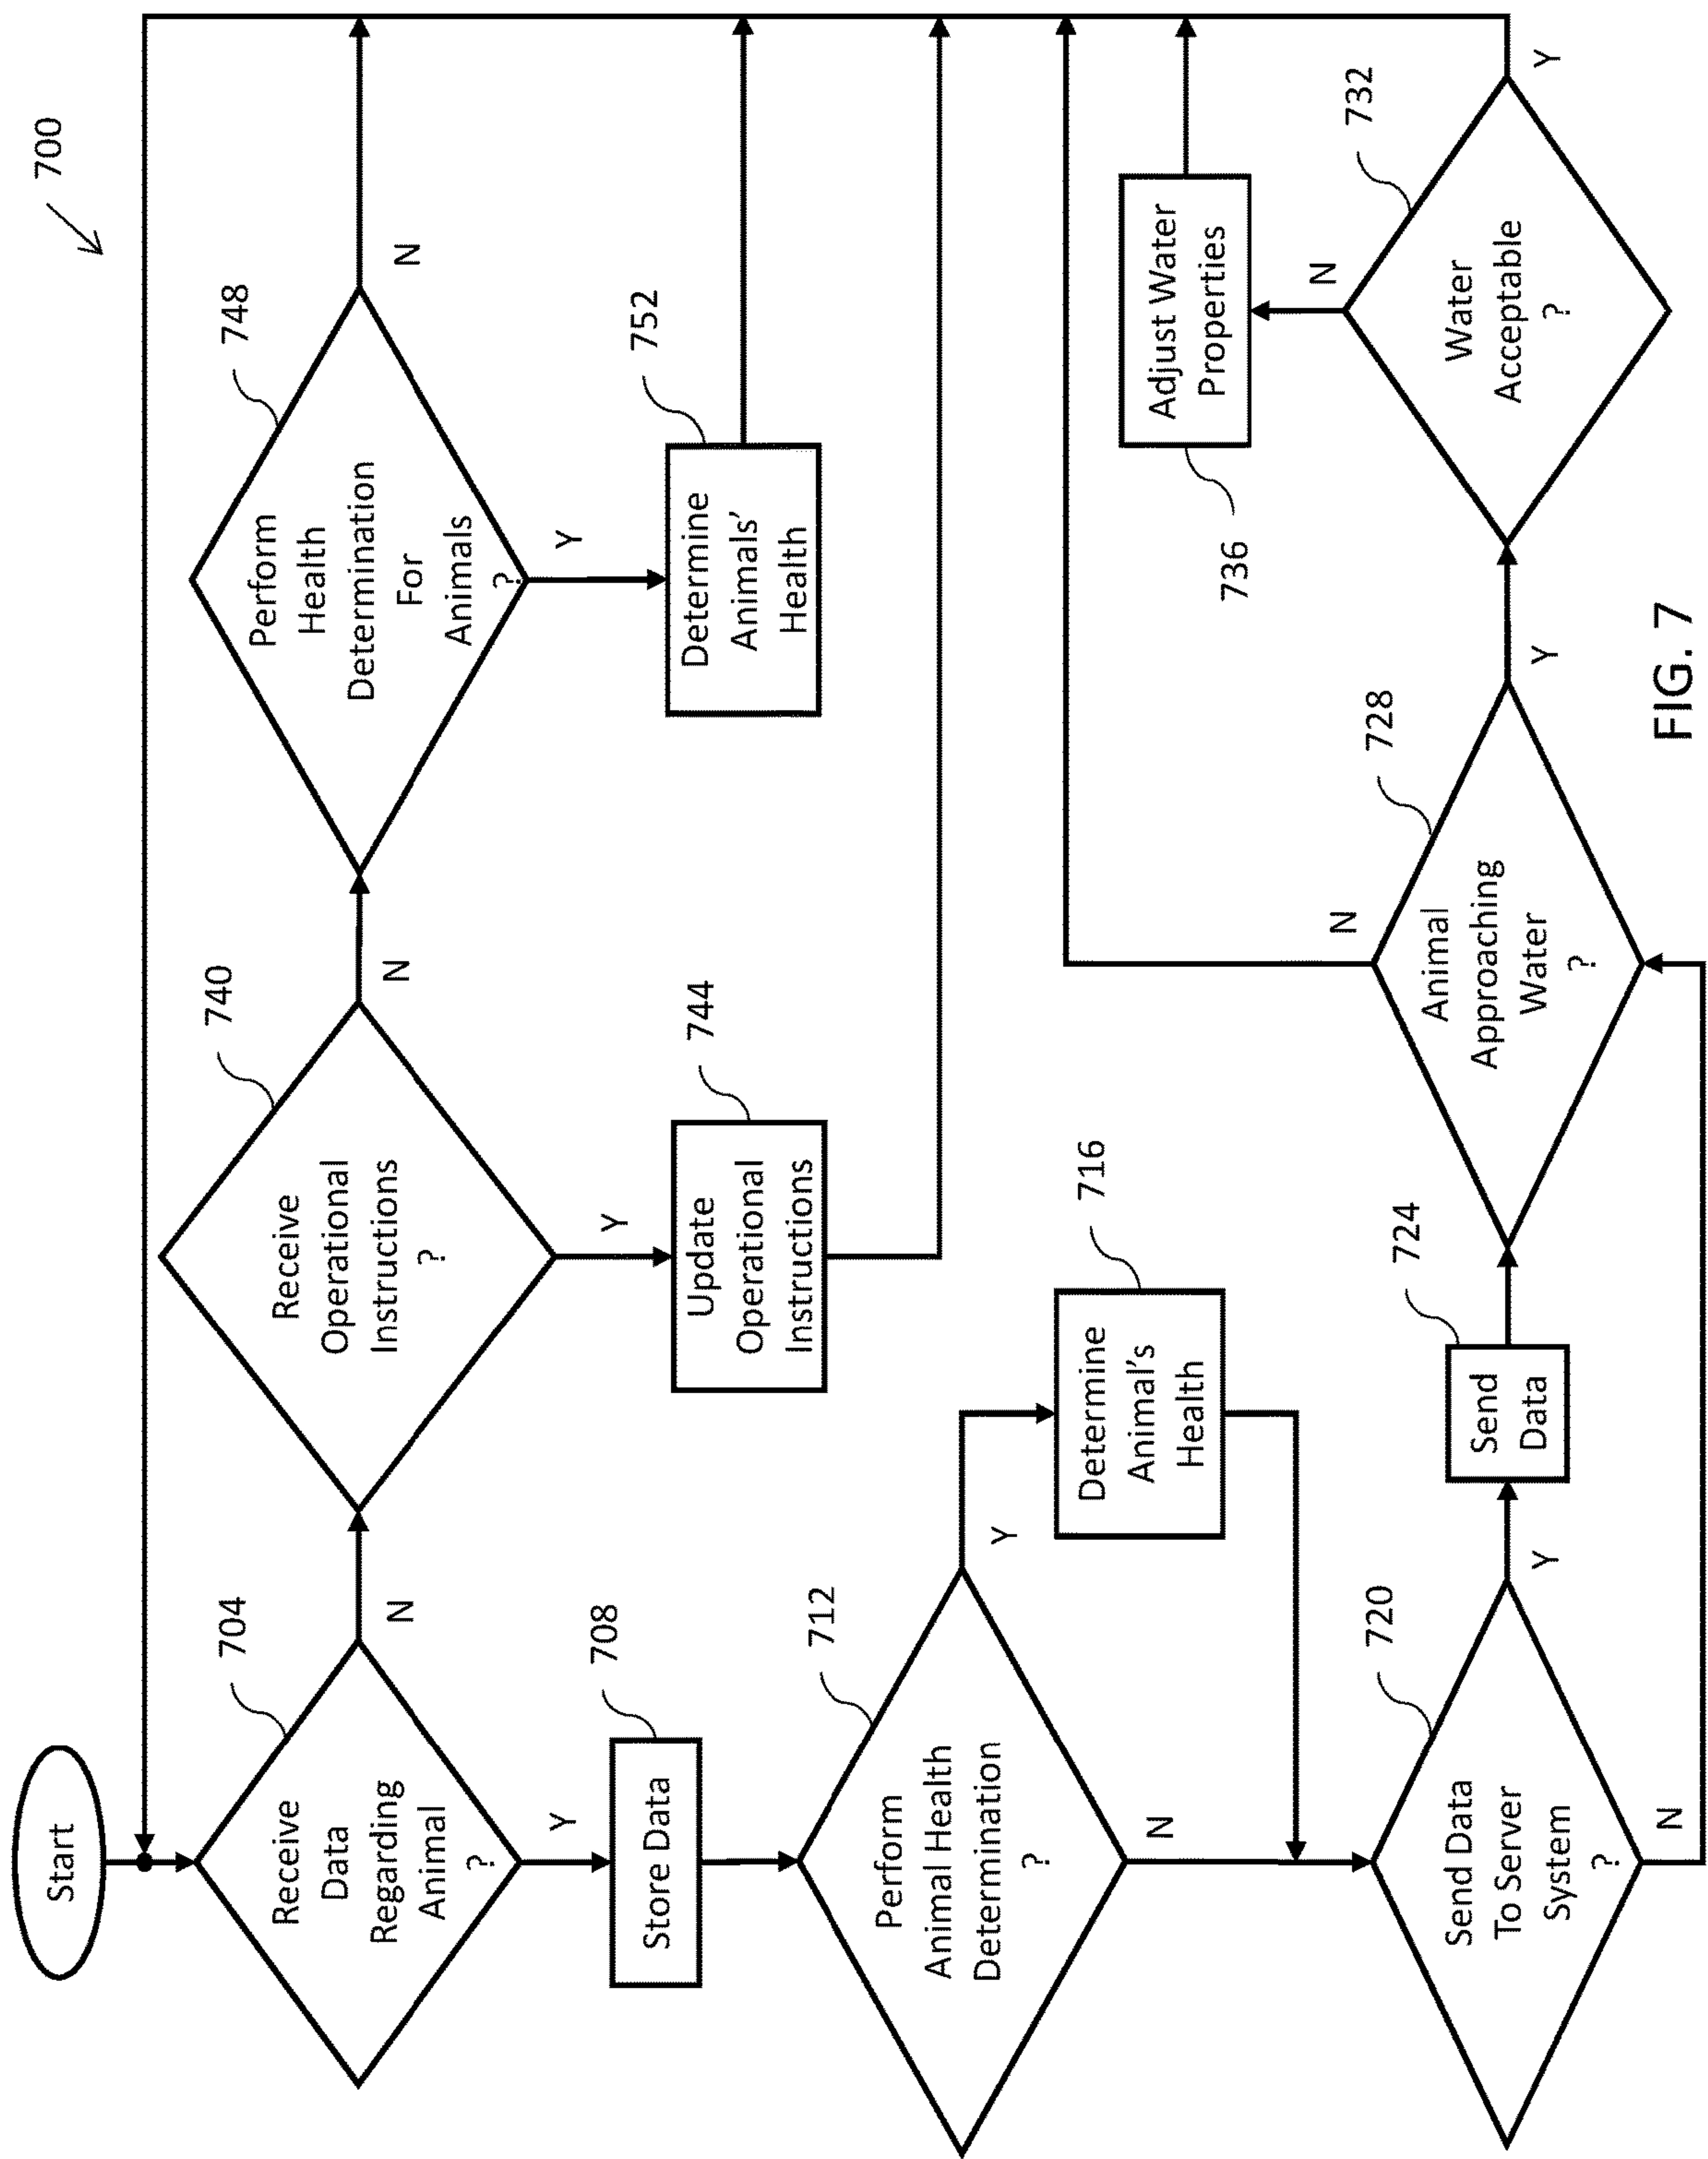 700
Start
704
Receive
Data
Regarding
Animal
?
N
Y
740
Receive
Operational
Instructions
?
N
Y
748
Perform
Health
Determination
For
Animals
?
N
Y
708
Store Data
744
Update
Operational
Instructions
752
Determine
Animals'
Health
712
Perform
Animal Health
Determination
?
Y
N
716
Determine
Animal's
Health
736
Adjust Water
Properties
720
Send Data
To Server
System
?
Y
N
724
Send
Data
728
Animal
Approaching
Water
?
N
Y
732
Water
Acceptable
?
N
Y
FIG. 7